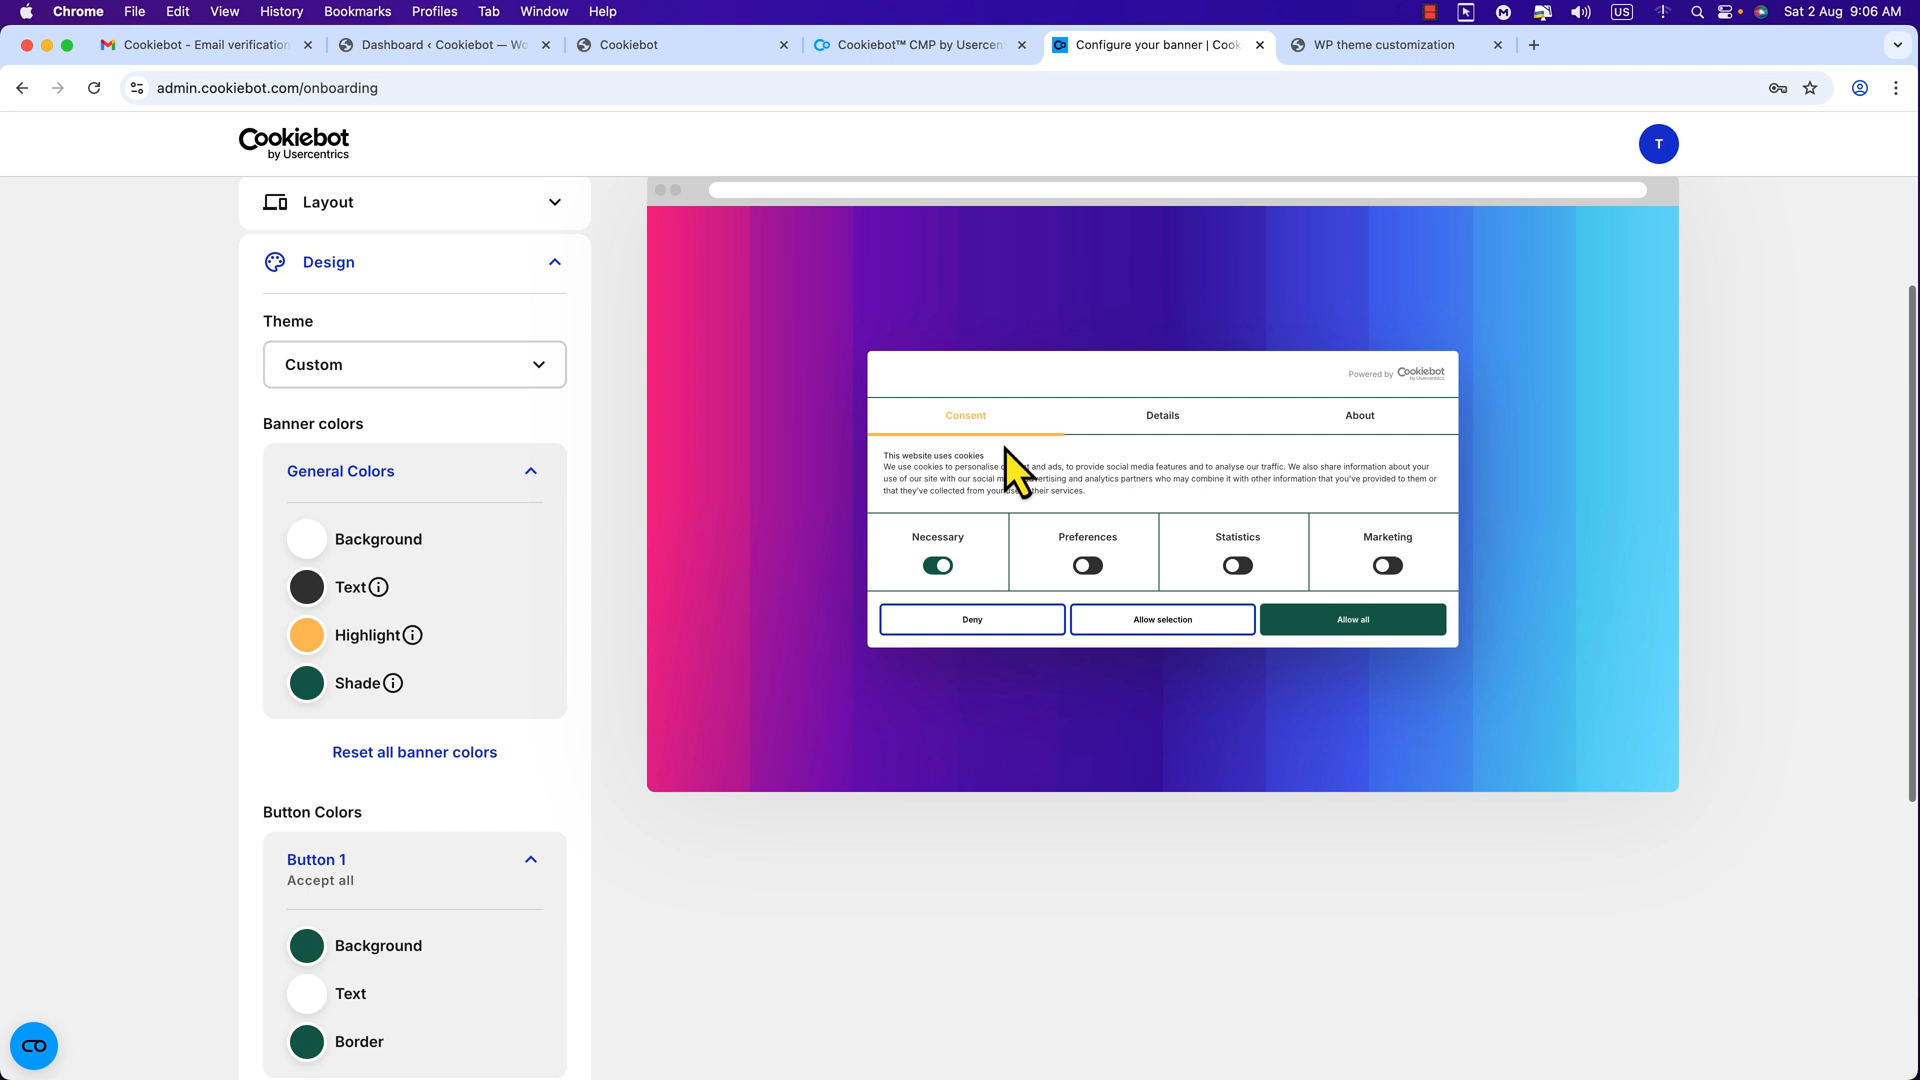 Chrome File Edit View History Bookmarks Profiles Tab Window Help US Sat 2 Aug 9:06 AM
Cookiebot - Email verification Dashboard ‹ Cookiebot — Wo Cookiebot Cookiebot™ CMP by Usercen Configure your banner | Cook WP theme customization
admin.cookiebot.com/onboarding
Cookiebot
by Usercentrics
T
Layout
Design
Theme
Custom
Banner colors
General Colors
Background
Text
Highlight
Shade
Reset all banner colors
Button Colors
Button 1
Accept all
Background
Text
Border
Powered by Cookiebot
by Usercentrics
Consent Details About
This website uses cookies
We use cookies to personalise and ads, to provide social media features and to analyse our traffic. We also share information about your
use of our site with our social advertising and analytics partners who may combine it with other information that you've provided to them or
that they've collected from your their services.
Necessary Preferences Statistics Marketing
Deny Allow selection Allow all